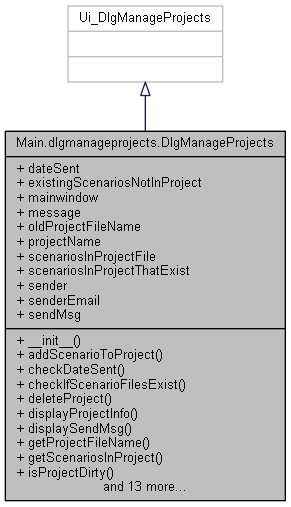 Ui_DlgManageProjects
Main.dlgmanageprojects.DlgManageProjects
+ dateSent
+ existingScenariosNotInProject
+ mainwindow
+ message
+ oldProjectFileName
+ projectName
+ scenariosInProjectFile
+ scenariosInProjectThatExist
+ sender
+ senderEmail
+ sendMsg
+ __init__()
+ addScenarioToProject()
+ checkDateSent()
+ checkIfScenarioFilesExist()
+ deleteProject()
+ displayProjectInfo()
+ displaySendMsg()
+ getProjectFileName()
+ getScenariosInProject()
+ isProjectDirty()
and 13 more...